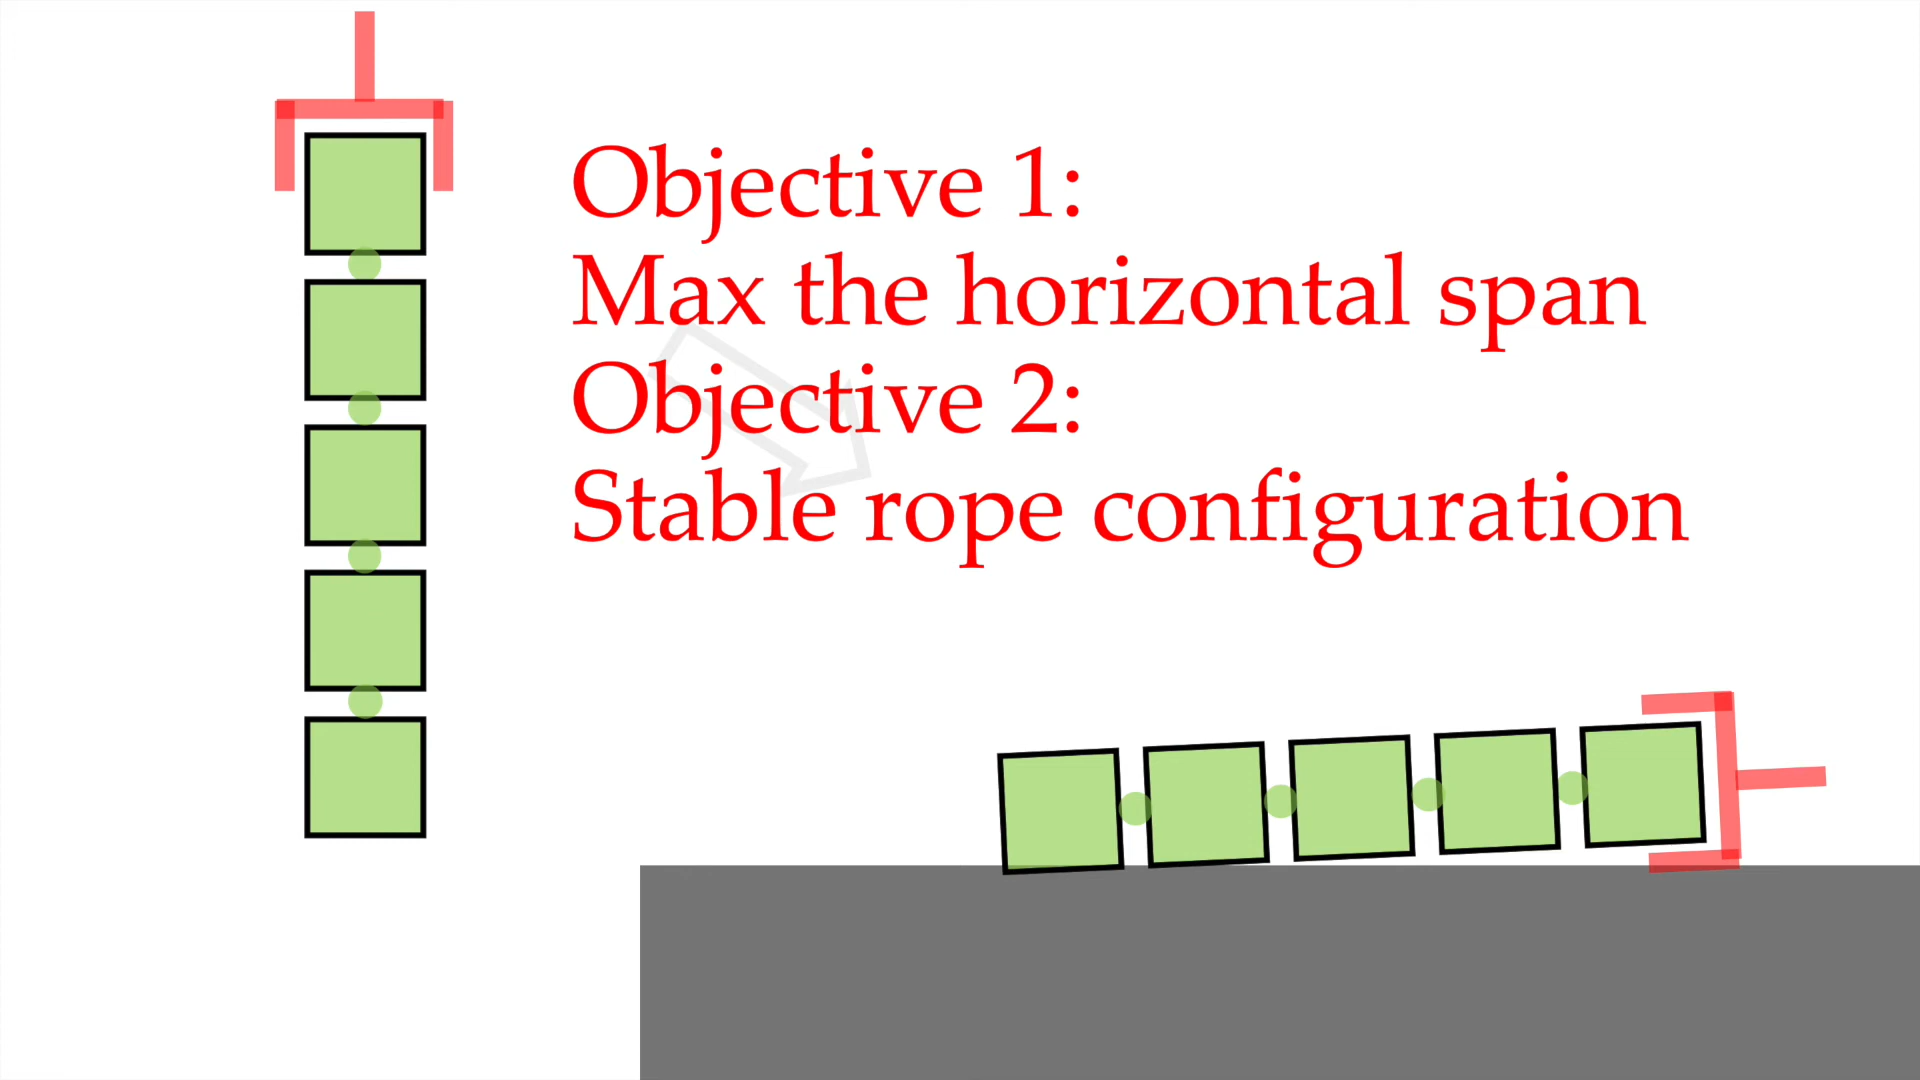 Objective 1:
Max the horizontal span
Objective 2:
Stable rope configuration